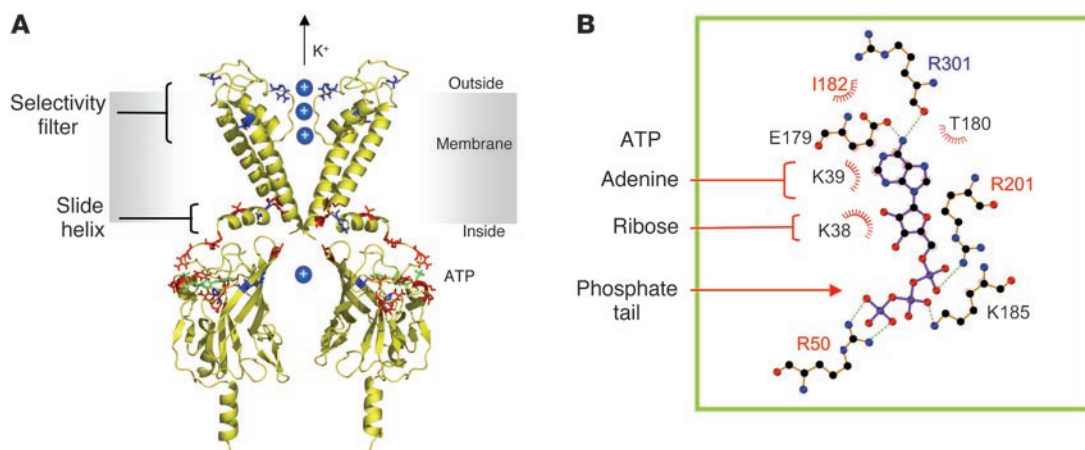 A
K+
Outside
Selectivity
filter
Membrane
Slide
helix
Inside
ATP
+
+
+
+
B
R301
I182
T180
E179
ATP
K39
Adenine
R201
Ribose
K38
Phosphate
tail
K185
R50